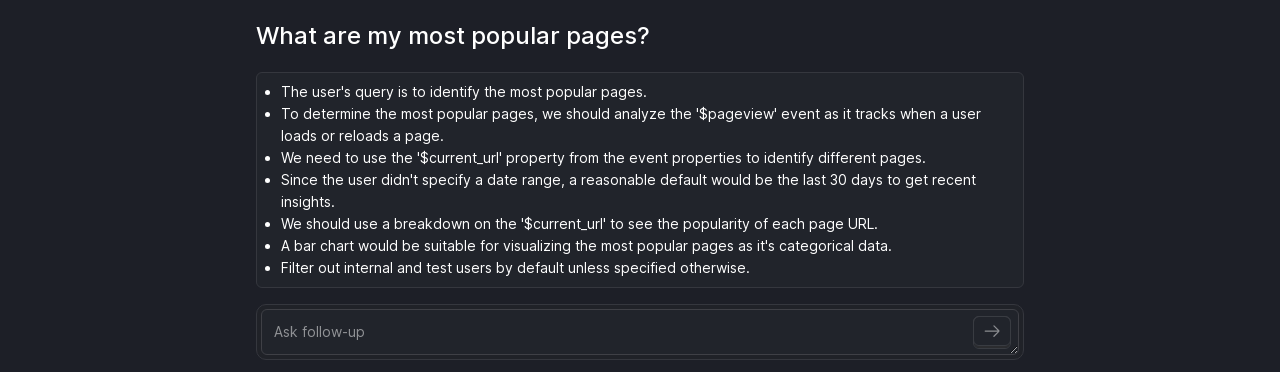 What are my most popular pages?
• The user's query is to identify the most popular pages.
• To determine the most popular pages, we should analyze the '$pageview' event as it tracks when a user
loads or reloads a page.
• We need to use the '$current_url' property from the event properties to identify different pages.
• Since the user didn't specify a date range, a reasonable default would be the last 30 days to get recent
insights.
• We should use a breakdown on the '$current_url' to see the popularity of each page URL.
• A bar chart would be suitable for visualizing the most popular pages as it's categorical data.
• Filter out internal and test users by default unless specified otherwise.
Ask follow-up